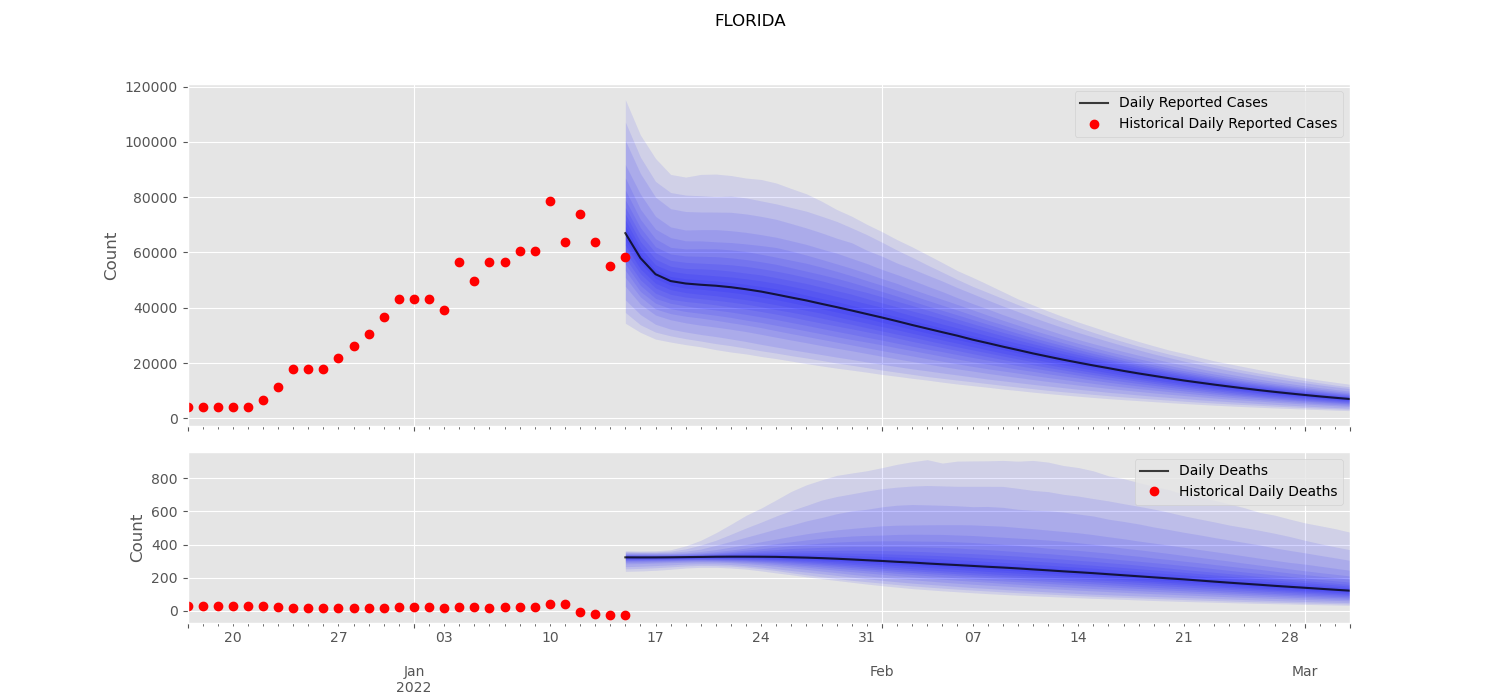 FLORIDA
120000
100000
80000
60000
40000
20000
0
Count
Daily Reported Cases
Historical Daily Reported Cases
800
600
400
200
0
Count
Daily Deaths
Historical Daily Deaths
20 27 03 10 17 24 31 07 14 21 28
Jan Feb Mar
2022